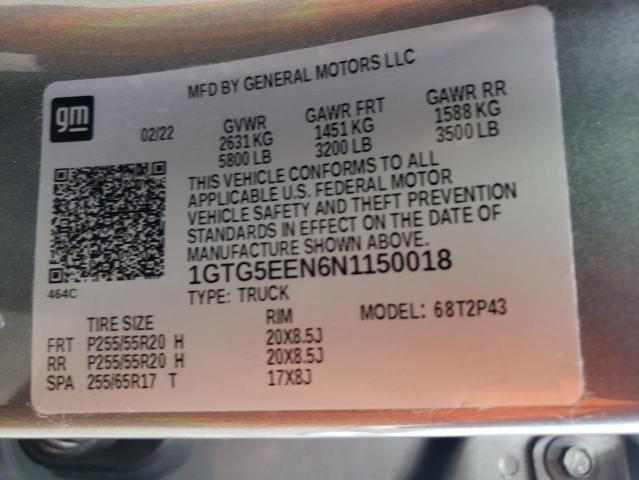 MFD BY GENERAL MOTORS LLC
gm
02/22
GVWR GAWR FRT GAWR RR
2631 KG 1451 KG 1588 KG
5800 LB 3200 LB 3500 LB
THIS VEHICLE CONFORMS TO ALL
APPLICABLE U.S. FEDERAL MOTOR
VEHICLE SAFETY AND THEFT PREVENTION
STANDARDS IN EFFECT ON THE DATE OF
MANUFACTURE SHOWN ABOVE.
1GTG5EEN6N1150018
464C
TYPE: TRUCK
MODEL: 68T2P43
TIRE SIZE RIM
FRT P255/55R20 H 20X8.5J
RR P255/55R20 H 20X8.5J
SPA 255/65R17 T 17X8J